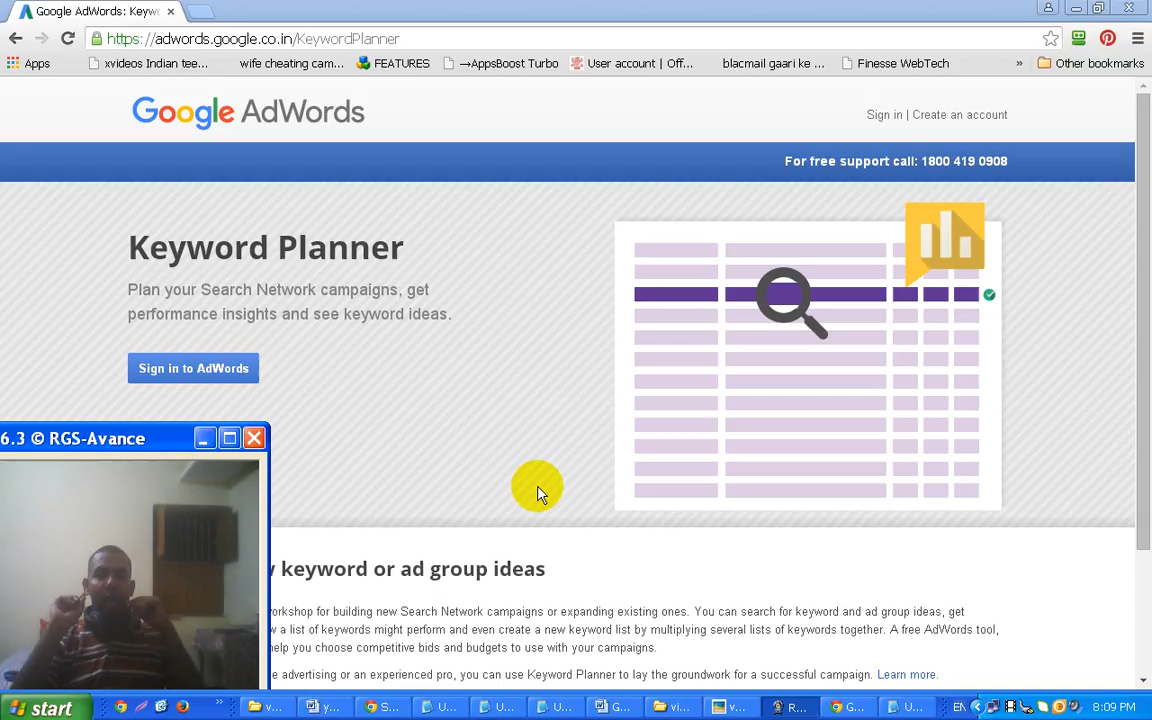 Google AdWords: Keyw
https://adwords.google.co.in/KeywordPlanner
Apps
xvideos Indian tee...
wife cheating cam...
FEATURES
→AppsBoost Turbo
User account | Off...
blacmail gaari ke ...
Finesse WebTech
»
Other bookmarks
Google AdWords
Sign in | Create an account
For free support call: 1800 419 0908
Keyword Planner
Plan your Search Network campaigns, get
performance insights and see keyword ideas.
Sign in to AdWords
6.3 © RGS-Avance
keyword or ad group ideas
orkshop for building new Search Network campaigns or expanding existing ones. You can search for keyword and ad group ideas, get
w a list of keywords might perform and even create a new keyword list by multiplying several lists of keywords together. A free AdWords tool,
help you choose competitive bids and budgets to use with your campaigns.
e advertising or an experienced pro, you can use Keyword Planner to lay the groundwork for a successful campaign. Learn more.
start
»
v...
y...
S...
U...
U...
U...
G...
vi...
v...
R...
G...
U...
EN
8:09 PM